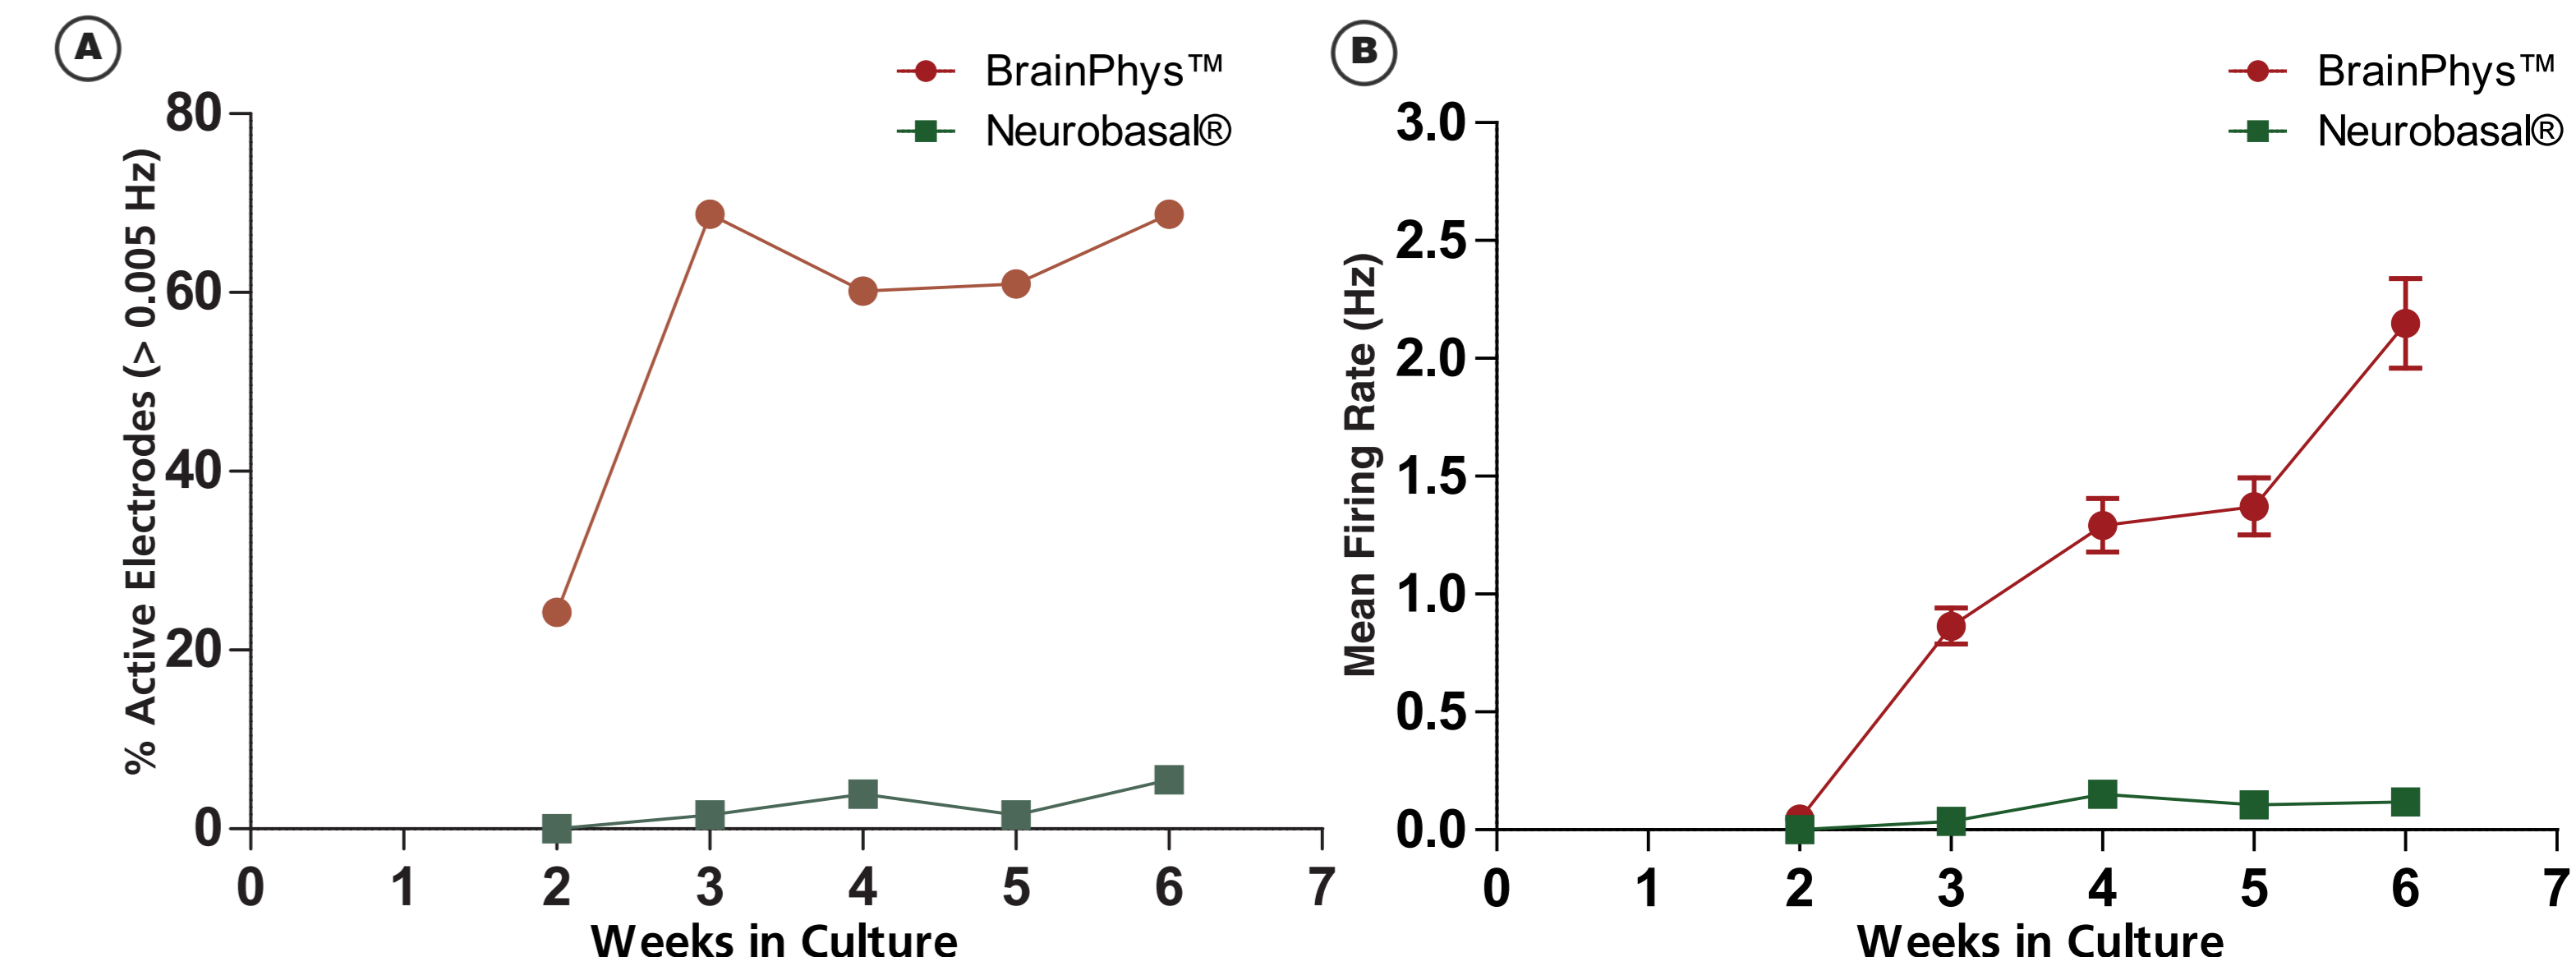 A
BrainPhys™
Neurobasal®
% Active Electrodes (> 0.005 Hz)
80
60
40
20
0
0 1 2 3 4 5 6 7
Weeks in Culture
B
BrainPhys™
Neurobasal®
Mean Firing Rate (Hz)
3.0
2.5
2.0
1.5
1.0
0.5
0.0
0 1 2 3 4 5 6 7
Weeks in Culture